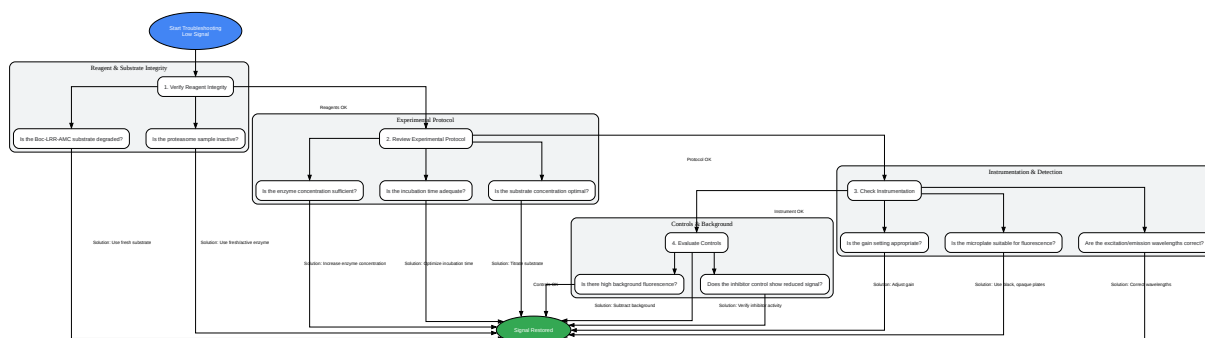 Start Troubleshooting
Low Signal
Reagent & Substrate Integrity
1. Verify Reagent Integrity
Is the Boc-LRR-AMC substrate degraded?
Is the proteasome sample inactive?
Reagents OK
Experimental Protocol
2. Review Experimental Protocol
Is the enzyme concentration sufficient?
Is the incubation time adequate?
Is the substrate concentration optimal?
Protocol OK
Instrumentation & Detection
3. Check Instrumentation
Is the gain setting appropriate?
Is the microplate suitable for fluorescence?
Are the excitation/emission wavelengths correct?
Instrument OK
Controls & Background
4. Evaluate Controls
Is there high background fluorescence?
Does the inhibitor control show reduced signal?
Controls OK
Solution: Use fresh substrate
Solution: Use fresh/active enzyme
Solution: Increase enzyme concentration
Solution: Optimize incubation time
Solution: Titrate substrate
Solution: Subtract background
Solution: Verify inhibitor activity
Solution: Adjust gain
Solution: Use black, opaque plates
Solution: Correct wavelengths
Signal Restored